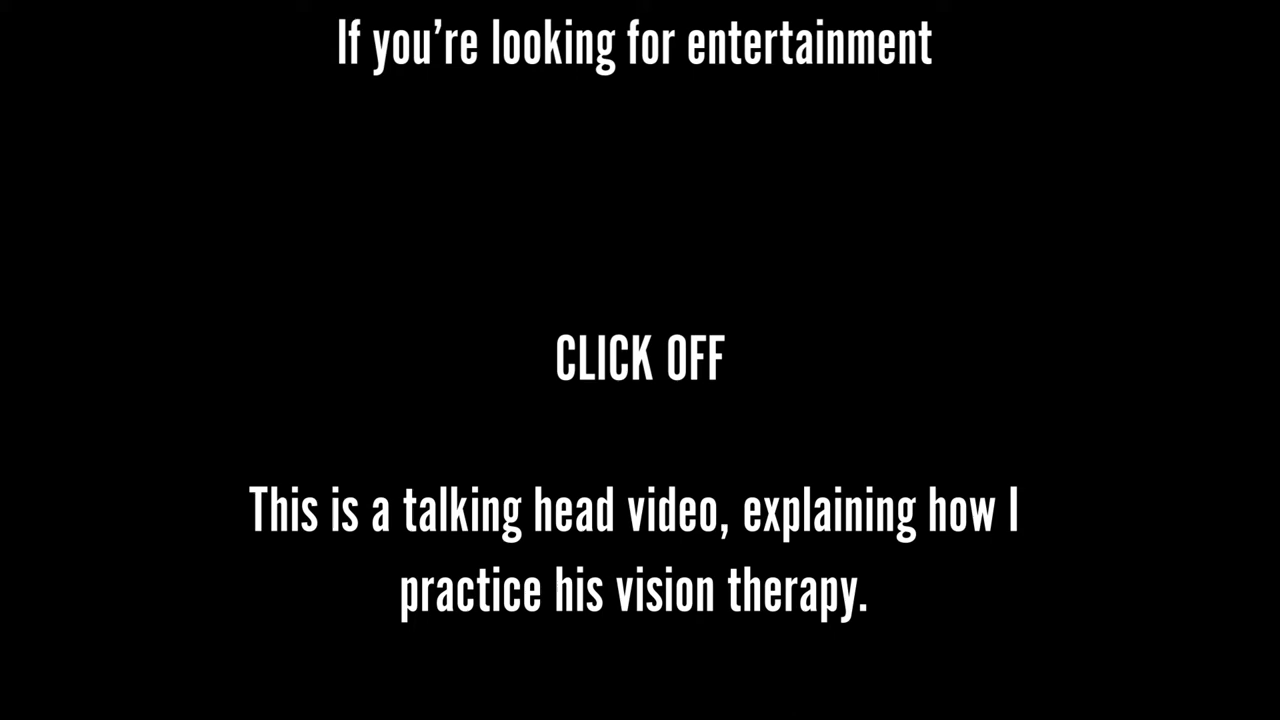 If you’re looking for entertainment
CLICK OFF
This is a talking head video, explaining how I
practice his vision therapy.